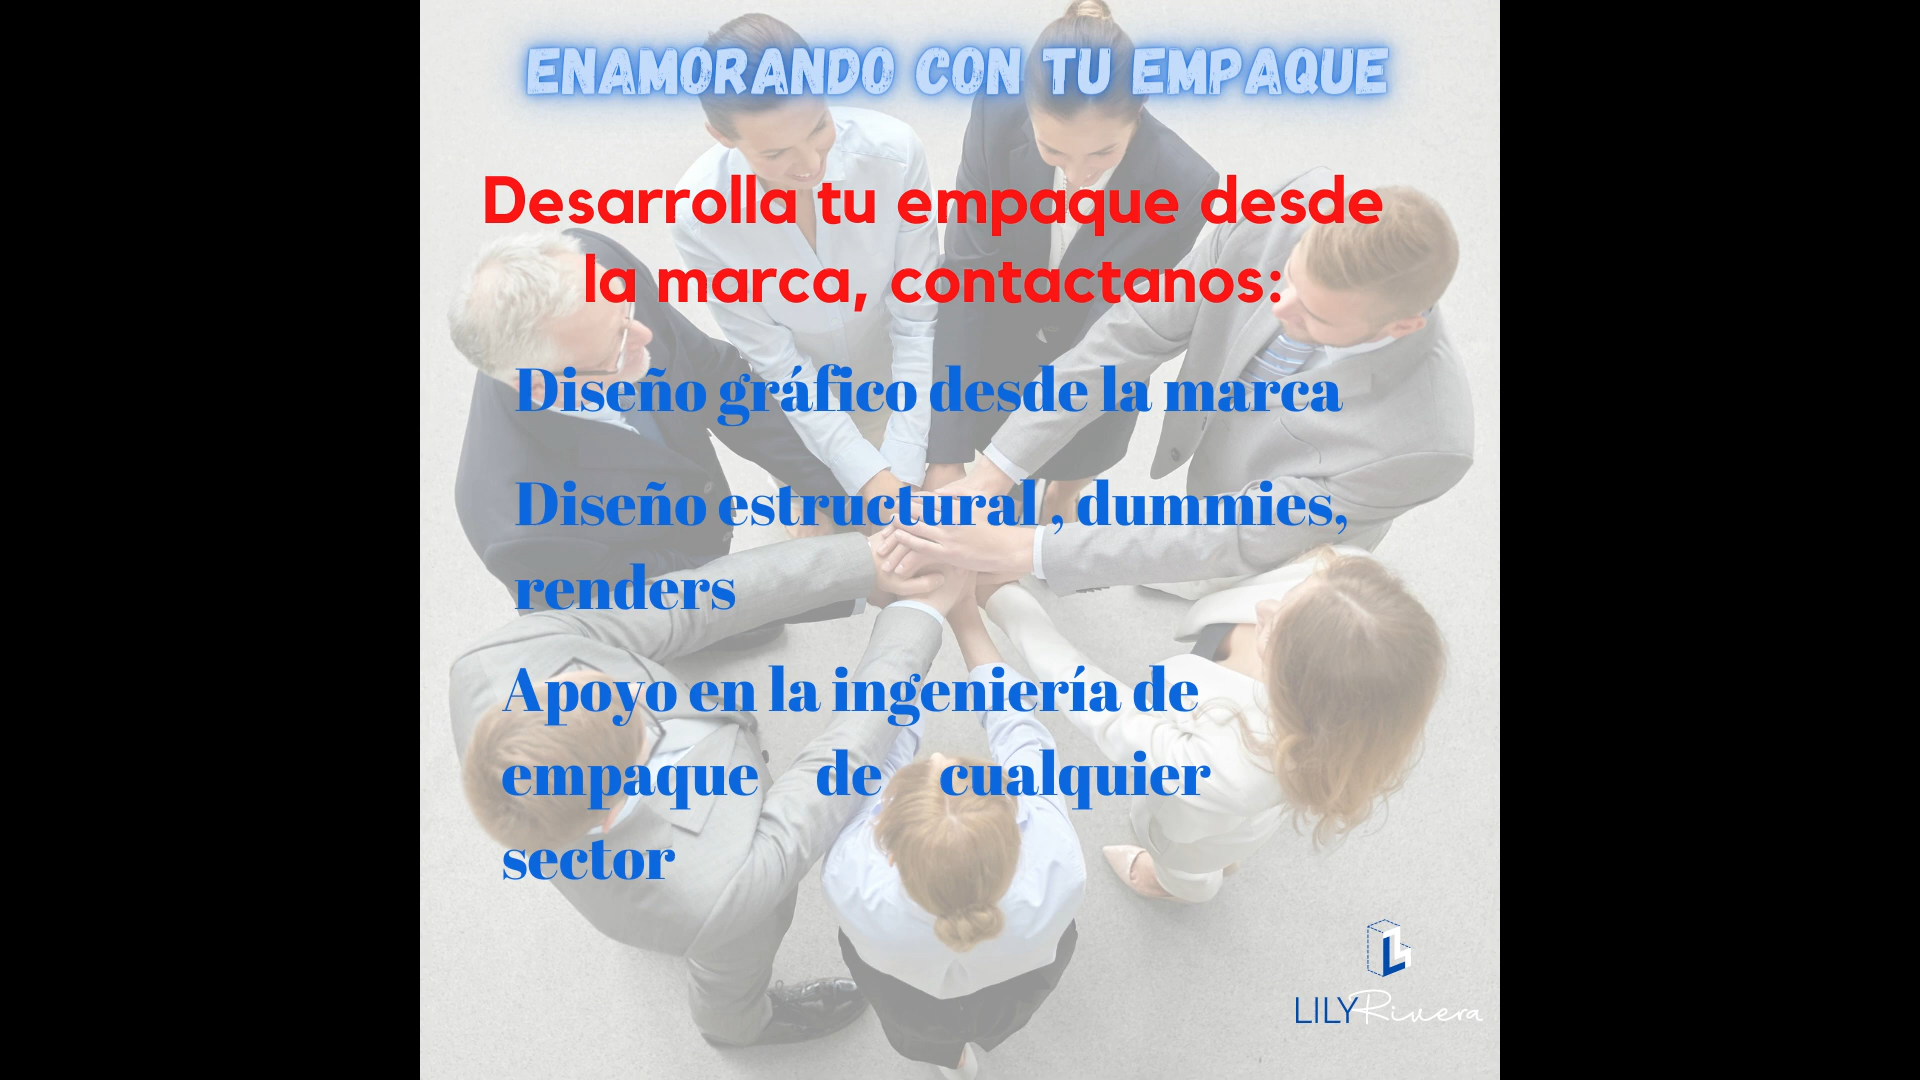 ENAMORANDO CON TU EMPAQUE
Desarrolla tu empaque desde
la marca, contactanos:
Diseño gráfico desde la marca
Diseño estructural , dummies,
renders
Apoyo en la ingeniería de
empaque de cualquier
sector
LILY Rivera